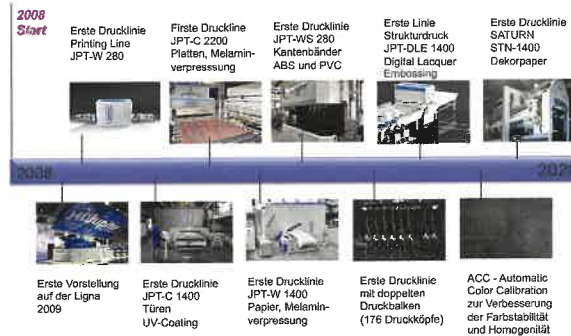 2008
Start
Erste Drucklinie
Printing Line
JPT-W 280
Firste Druckline
JPT-C 2200
Platten, Melamin-
verpresssung
Erste Drucklinie
JPT-WS 280
Kantenbänder
ABS und PVC
Erste Linie
Strukturdruck
JPT-DLE 1400
Digital Lacquer
Embossing
Erste Drucklinie
SATURN
STN-1400
Dekorpaper
2008
Erste Vorstellung
auf der Ligna
2009
Erste Drucklinie
JPT-C 1400
Türen
UV-Coating
Erste Drucklinie
JPT-W 1400
Papier, Melamin-
verpressung
Erste Drucklinie
mit doppelten
Druckbalken
(176 Druckköpfe)
ACC - Automatic
Color Calibration
zur Verbesserung
der Farbstabilität
und Homogenität